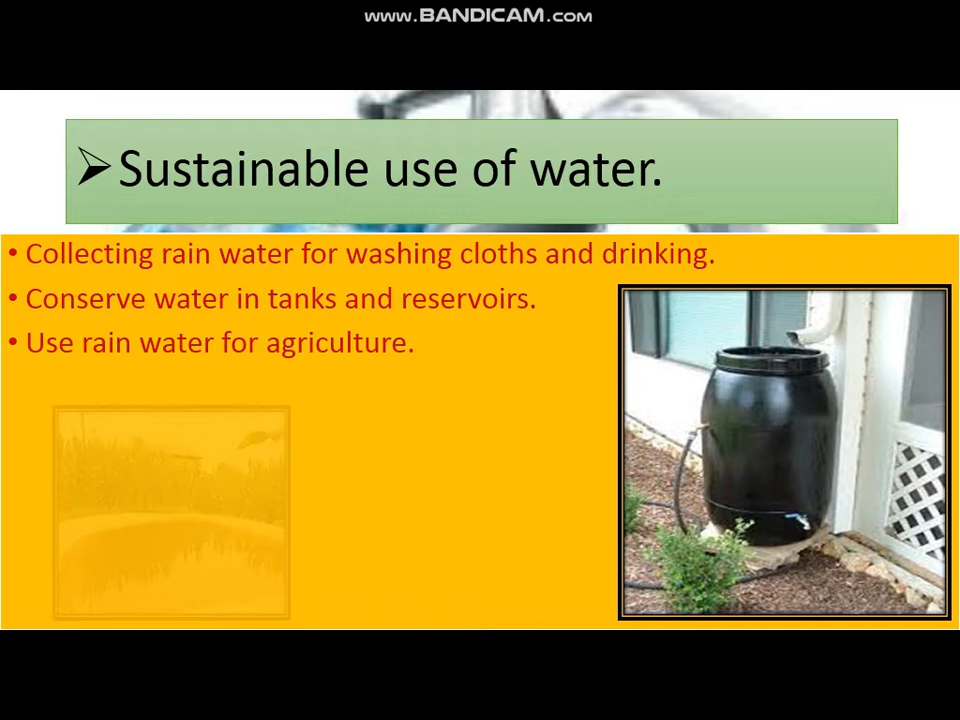 www.BANDICAM.com
➢Sustainable use of water.
• Collecting rain water for washing cloths and drinking.
• Conserve water in tanks and reservoirs.
• Use rain water for agriculture.